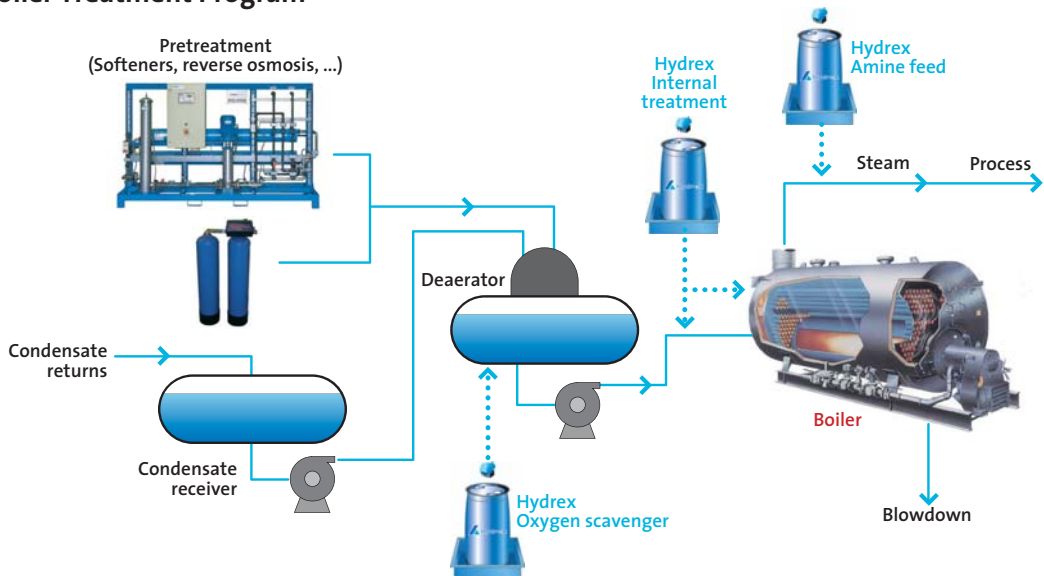 oiler Treatment Program
Pretreatment
(Softeners, reverse osmosis, ...)
Hydrex
Internal
treatment
Hydrex
Amine feed
Steam
Process
Deaerator
Condensate
returns
Boiler
Condensate
receiver
Hydrex
Oxygen scavenger
Blowdown